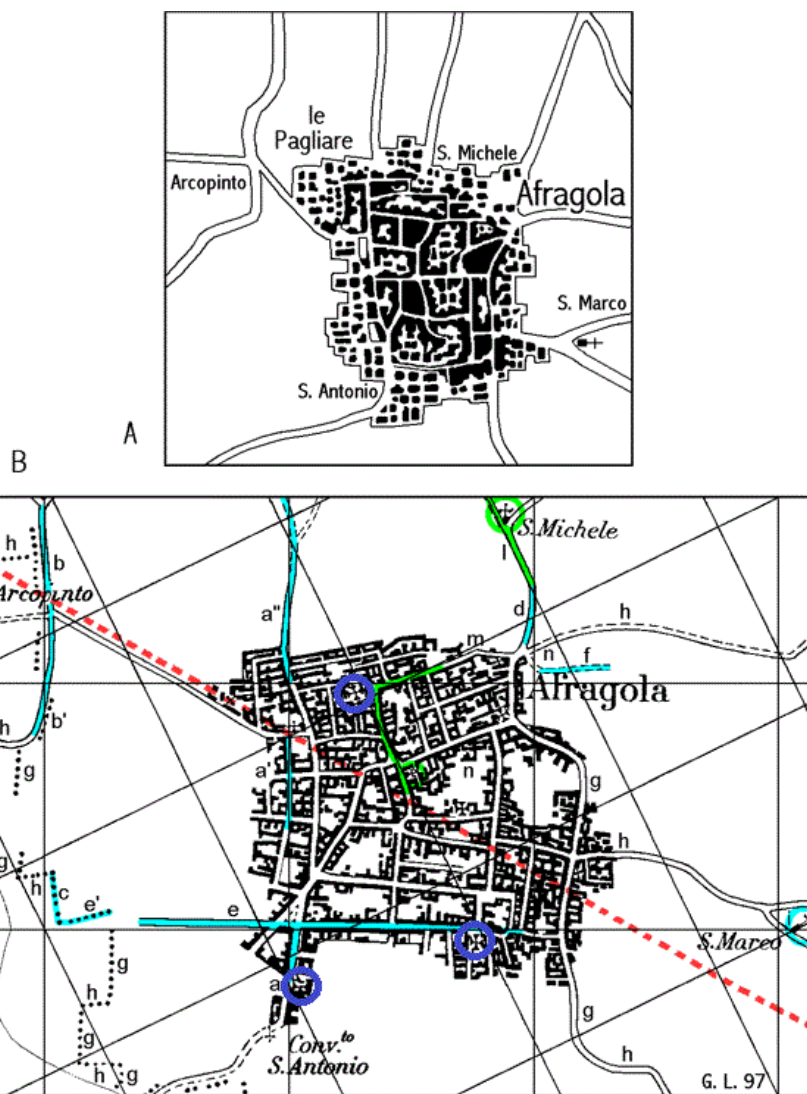 le
Pagliare
S. Michele
Arcopinto
Afragola
S. Marco
S. Antonio
A
B
h
b
S. Michele
l
Arcopinto
a"
d
h
m
n
f
Afragola
b'
h
g
a'
n
g
h
g
h
c
e'
e
S. Marco
g
a
h
g
g
h
g
h
Conv.to
S. Antonio
G. L. 97